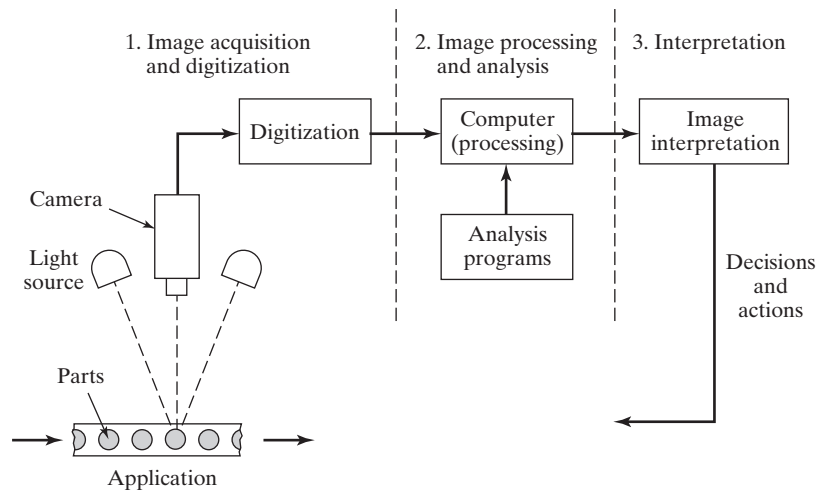 1. Image acquisition
and digitization
2. Image processing
and analysis
3. Interpretation
Digitization
Computer
(processing)
Image
interpretation
Camera
Analysis
programs
Light
source
Decisions
and
actions
Parts
Application